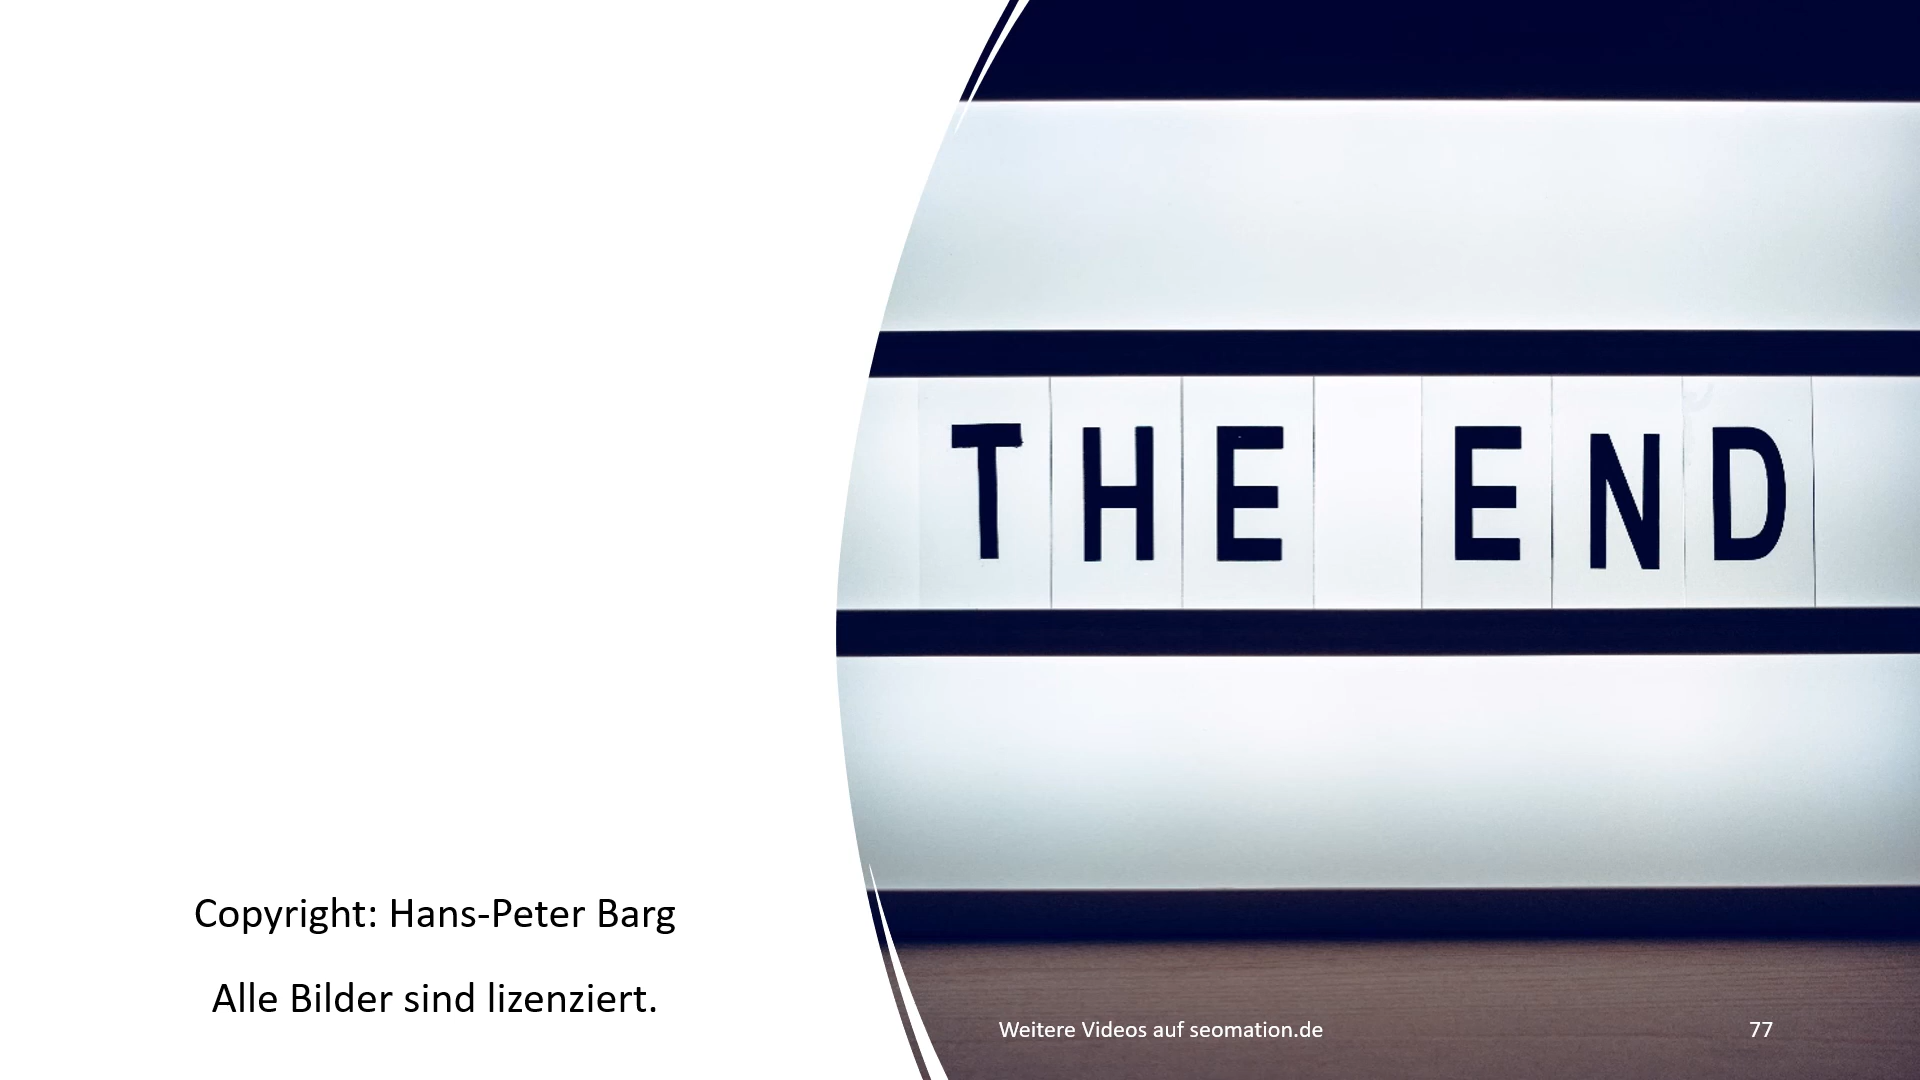 THE END
Copyright: Hans-Peter Barg
Alle Bilder sind lizenziert.
Weitere Videos auf seomation.de
77